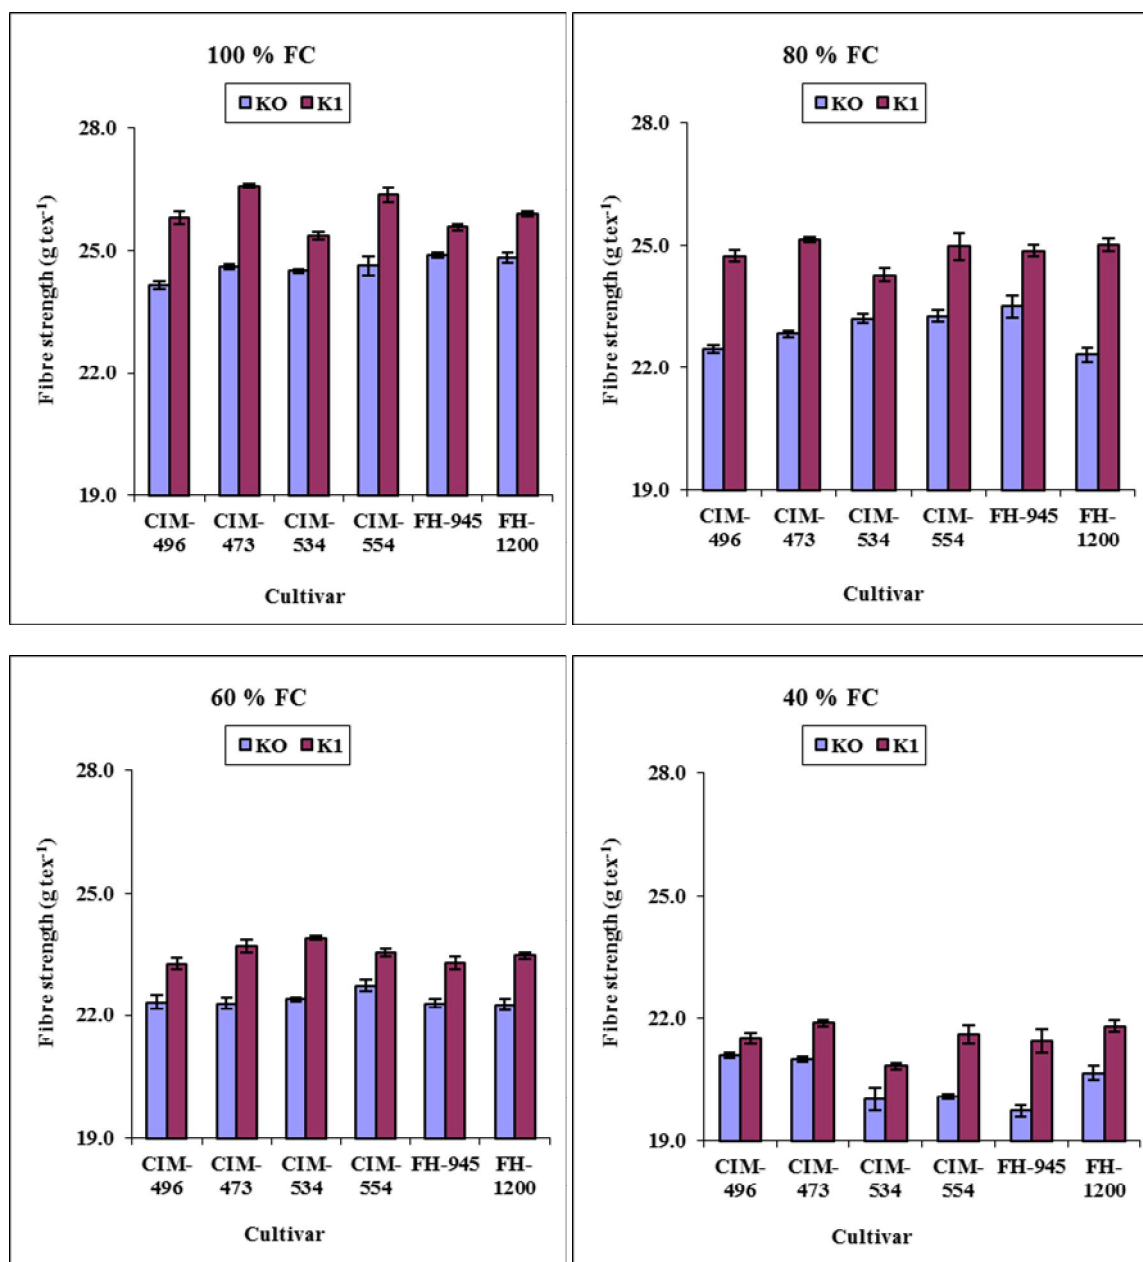 100 % FC
KO K1
28.0
25.0
22.0
19.0
Fibre strength (g tex-1)
CIM-496 CIM-473 CIM-534 CIM-554 FH-945 FH-1200
Cultivar
80 % FC
KO K1
28.0
25.0
22.0
19.0
Fibre strength (g tex-1)
CIM-496 CIM-473 CIM-534 CIM-554 FH-945 FH-1200
Cultivar
60 % FC
KO K1
28.0
25.0
22.0
19.0
Fibre strength (g tex-1)
CIM-496 CIM-473 CIM-534 CIM-554 FH-945 FH-1200
Cultivar
40 % FC
KO K1
28.0
25.0
22.0
19.0
Fibre strength (g tex-1)
CIM-496 CIM-473 CIM-534 CIM-554 FH-945 FH-1200
Cultivar